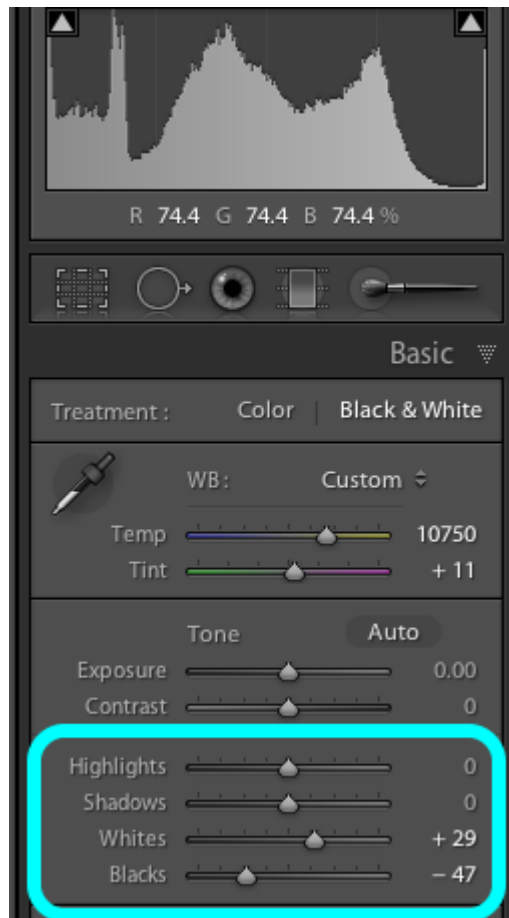 R 74.4 G 74.4 B 74.4 %
Basic
Treatment : Color | Black & White
WB : Custom
Temp 10750
Tint + 11
Tone Auto
Exposure 0.00
Contrast 0
Highlights 0
Shadows 0
Whites + 29
Blacks – 47